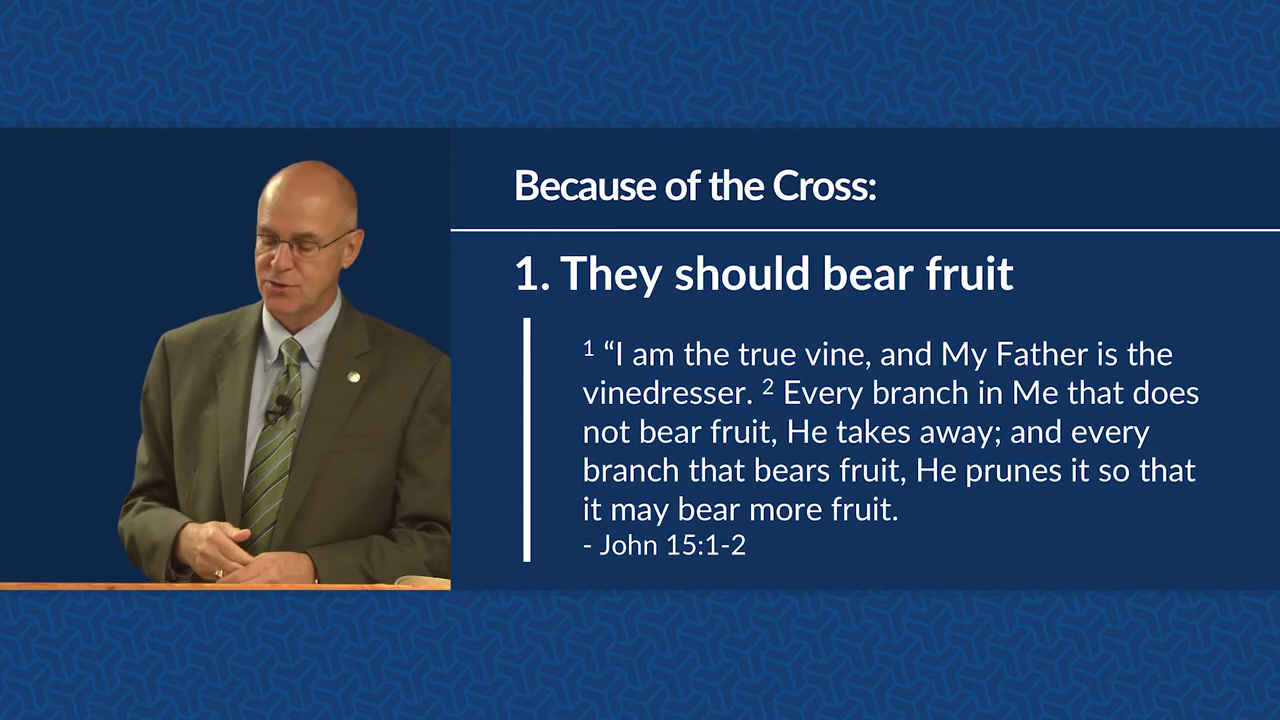 Because of the Cross:
1. They should bear fruit
1 “I am the true vine, and My Father is the
vinedresser. 2 Every branch in Me that does
not bear fruit, He takes away; and every
branch that bears fruit, He prunes it so that
it may bear more fruit.
- John 15:1-2